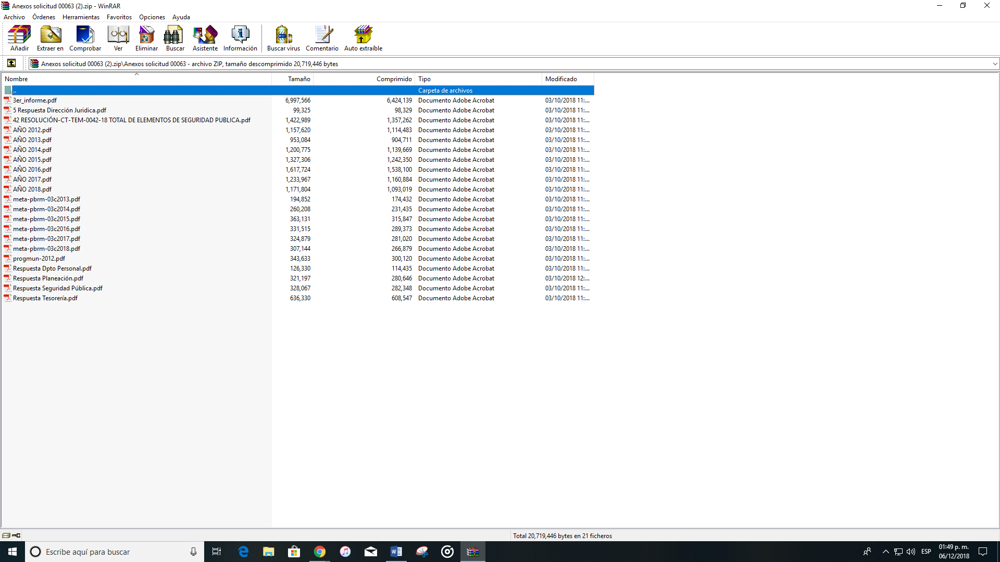 Anexos solicitud 00063 (2).zip - WinRAR
Archivo Órdenes Herramientas Favoritos Opciones Ayuda
Añadir Extraer en Comprobar Ver Eliminar Buscar Asistente Información Buscar virus Comentario Auto extraíble
Anexos solicitud 00063 (2).zip\Anexos solicitud 00063 - archivo ZIP, tamaño descomprimido 20,719,446 bytes
Nombre Tamaño Comprimido Tipo Modificado
.. Carpeta de archivos
3er_informe.pdf 6,997,566 6,424,139 Documento Adobe Acrobat 03/10/2018 11:...
5 Respuesta Dirección Juridica.pdf 99,325 98,329 Documento Adobe Acrobat 03/10/2018 11:...
42 RESOLUCIÓN-CT-TEM-0042-18 TOTAL DE ELEMENTOS DE SEGURIDAD PUBLICA.pdf 1,422,989 1,357,262 Documento Adobe Acrobat 03/10/2018 11:...
AÑO 2012.pdf 1,157,620 1,114,483 Documento Adobe Acrobat 03/10/2018 11:...
AÑO 2013.pdf 953,084 904,711 Documento Adobe Acrobat 03/10/2018 11:...
AÑO 2014.pdf 1,200,775 1,139,669 Documento Adobe Acrobat 03/10/2018 11:...
AÑO 2015.pdf 1,327,306 1,242,350 Documento Adobe Acrobat 03/10/2018 11:...
AÑO 2016.pdf 1,617,724 1,538,100 Documento Adobe Acrobat 03/10/2018 11:...
AÑO 2017.pdf 1,233,967 1,160,884 Documento Adobe Acrobat 03/10/2018 11:...
AÑO 2018.pdf 1,171,804 1,093,019 Documento Adobe Acrobat 03/10/2018 11:...
meta-pbrm-03c2013.pdf 194,852 174,432 Documento Adobe Acrobat 03/10/2018 11:...
meta-pbrm-03c2014.pdf 260,208 231,435 Documento Adobe Acrobat 03/10/2018 11:...
meta-pbrm-03c2015.pdf 363,131 315,847 Documento Adobe Acrobat 03/10/2018 11:...
meta-pbrm-03c2016.pdf 331,515 289,373 Documento Adobe Acrobat 03/10/2018 11:...
meta-pbrm-03c2017.pdf 324,879 281,020 Documento Adobe Acrobat 03/10/2018 11:...
meta-pbrm-03c2018.pdf 307,144 266,879 Documento Adobe Acrobat 03/10/2018 11:...
progmun-2012.pdf 343,633 300,120 Documento Adobe Acrobat 03/10/2018 11:...
Respuesta Dpto Personal.pdf 126,330 114,435 Documento Adobe Acrobat 03/10/2018 11:...
Respuesta Planeación.pdf 321,197 280,646 Documento Adobe Acrobat 03/10/2018 12:...
Respuesta Seguridad Pública.pdf 328,067 282,348 Documento Adobe Acrobat 03/10/2018 11:...
Respuesta Tesorería.pdf 636,330 608,547 Documento Adobe Acrobat 03/10/2018 11:...
Total 20,719,446 bytes en 21 ficheros
Escribe aquí para buscar
ESP
01:49 p. m.
06/12/2018